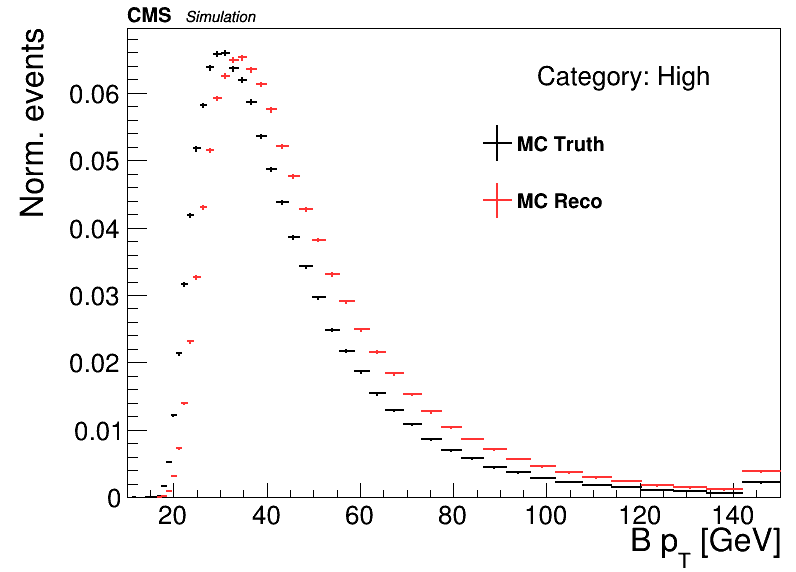 CMS Simulation
Norm. events
Category: High
MC Truth
MC Reco
0.06
0.05
0.04
0.03
0.02
0.01
0
20 40 60 80 100 120 140
B p_T [GeV]